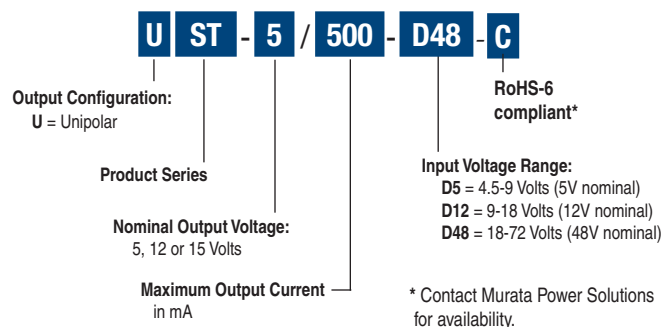 U ST - 5 / 500 - D48 - C
Output Configuration:
U = Unipolar
Product Series
Nominal Output Voltage:
5, 12 or 15 Volts
Maximum Output Current
in mA
RoHS-6
compliant*
Input Voltage Range:
D5 = 4.5-9 Volts (5V nominal)
D12 = 9-18 Volts (12V nominal)
D48 = 18-72 Volts (48V nominal)
* Contact Murata Power Solutions
for availability.